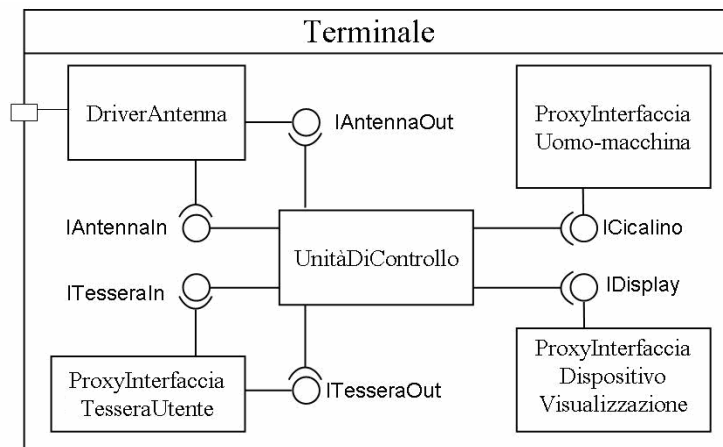 Terminale
DriverAntenna
IAntennaOut
ProxyInterfaccia
Uomo-macchina
IAntennaIn
UnitàDiControllo
ICicalino
ITesseraIn
IDisplay
ProxyInterfaccia
TesseraUtente
ITesseraOut
ProxyInterfaccia
Dispositivo
Visualizzazione